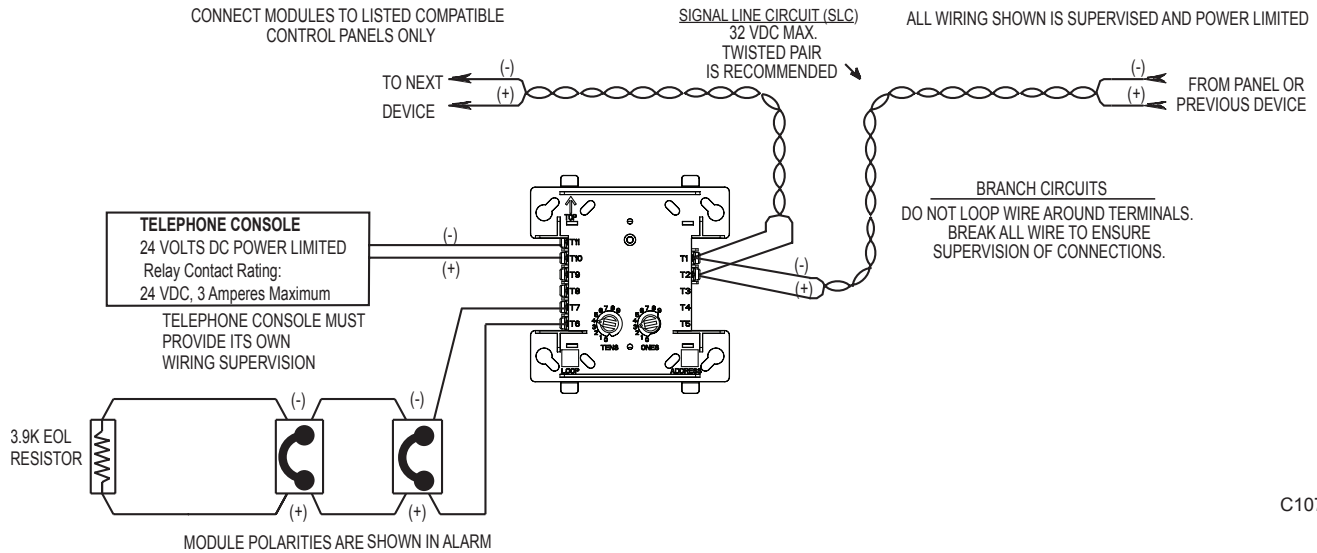 CONNECT MODULES TO LISTED COMPATIBLE
CONTROL PANELS ONLY
SIGNAL LINE CIRCUIT (SLC)
32 VDC MAX.
TWISTED PAIR
IS RECOMMENDED
ALL WIRING SHOWN IS SUPERVISED AND POWER LIMITED
TO NEXT
DEVICE
(-)
(+)
(-)
(+)
FROM PANEL OR
PREVIOUS DEVICE
BRANCH CIRCUITS
DO NOT LOOP WIRE AROUND TERMINALS.
BREAK ALL WIRE TO ENSURE
SUPERVISION OF CONNECTIONS.
TELEPHONE CONSOLE
24 VOLTS DC POWER LIMITED
Relay Contact Rating:
24 VDC, 3 Amperes Maximum
(-)
(+)
TELEPHONE CONSOLE MUST
PROVIDE ITS OWN
WIRING SUPERVISION
TOP
T11
T10
T9
T8
T7
T6
T1
T2
T3
T4
T5
(-)
(+)
TENS
ONES
LOOP
ADDRESS
3.9K EOL
RESISTOR
(-)
(-)
(+)
(+)
MODULE POLARITIES ARE SHOWN IN ALARM
C107